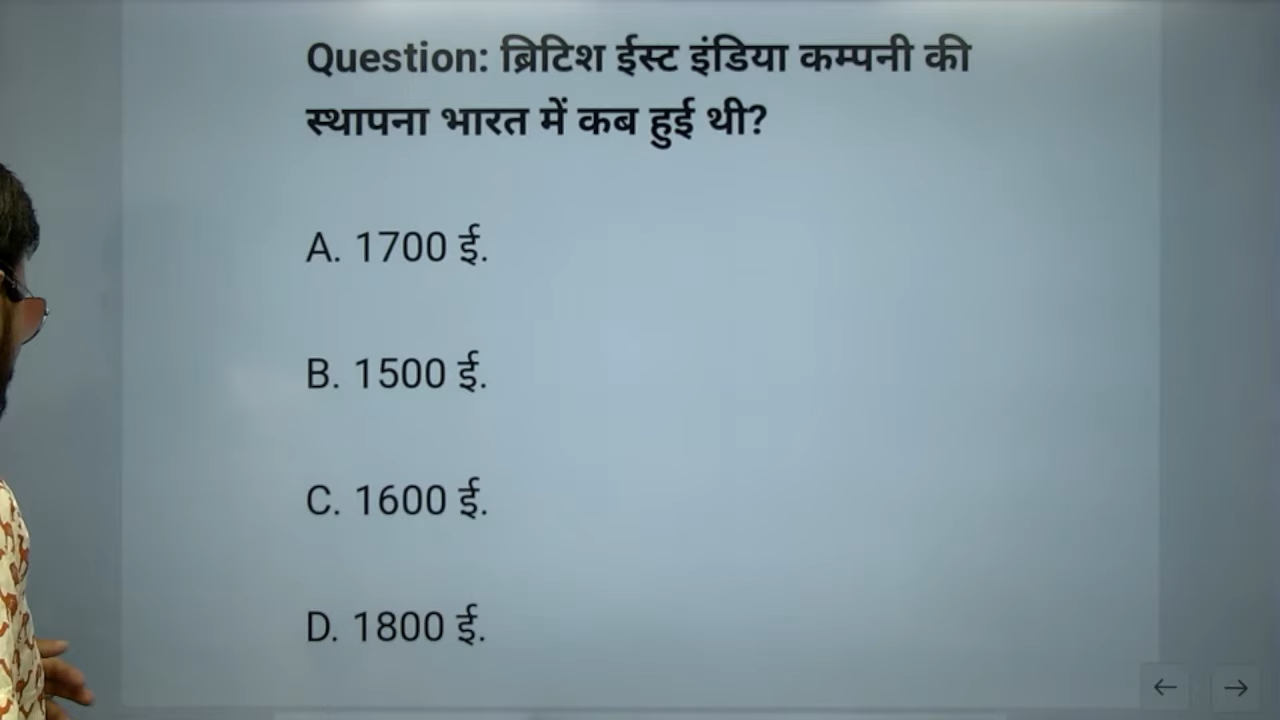 Question: ब्रिटिश ईस्ट इंडिया कम्पनी की
स्थापना भारत में कब हुई थी?
A. 1700 ई.
B. 1500 ई.
C. 1600 ई.
D. 1800 ई.